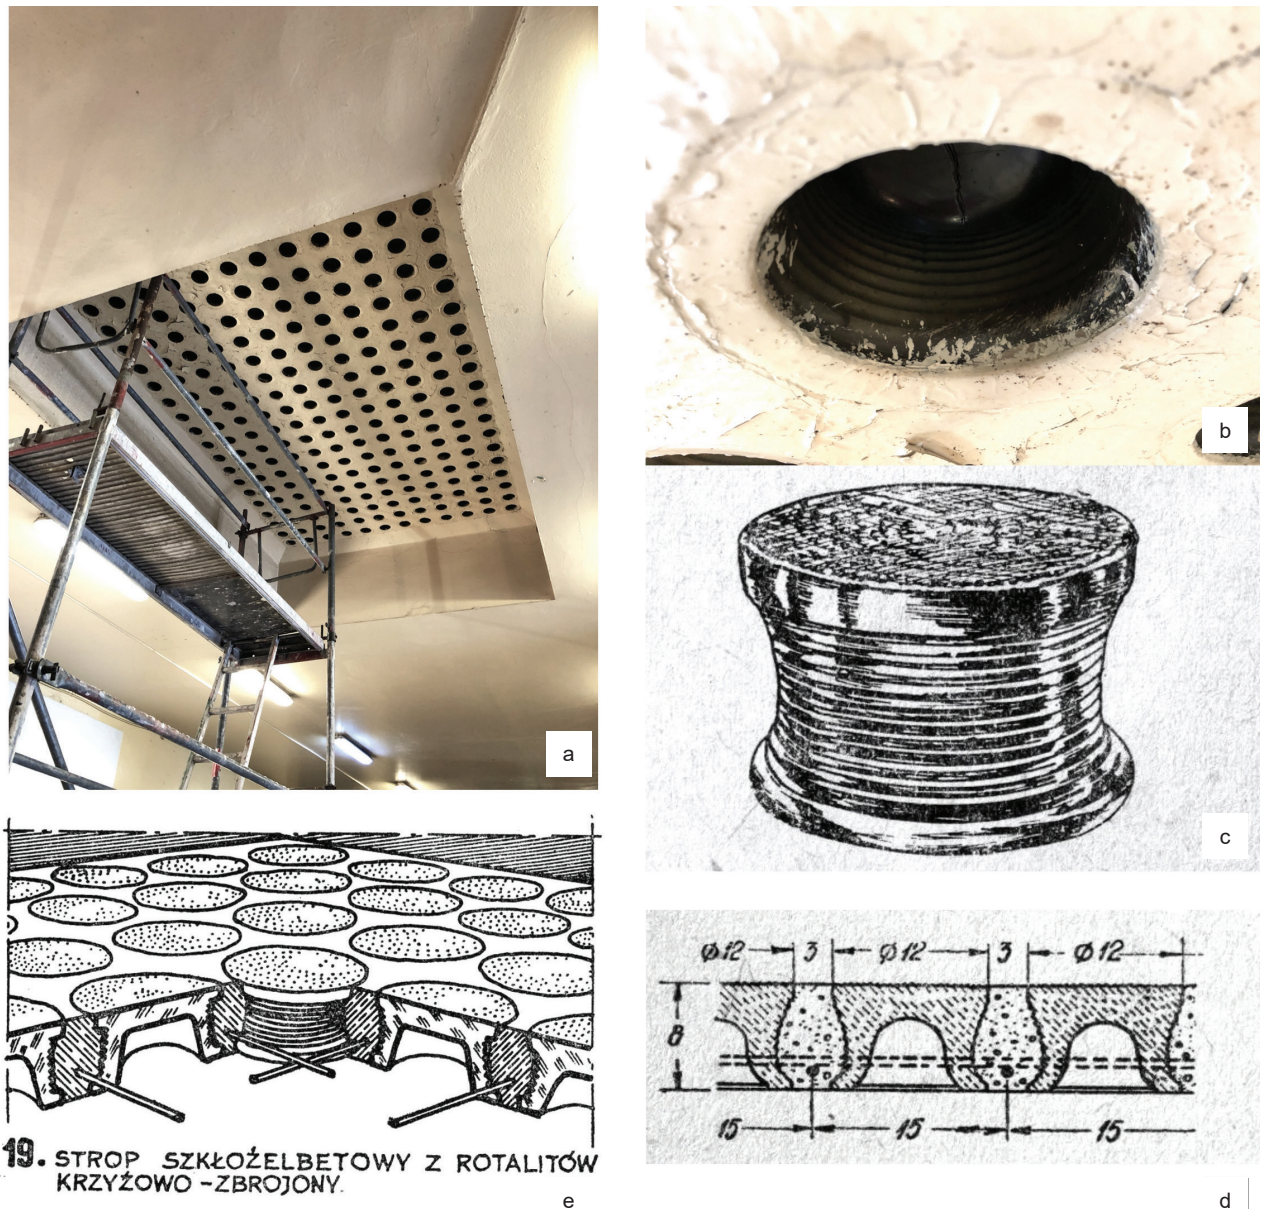 a
b
c
Ø12 3 Ø12 3 Ø12
8
15 15 15
d
19. STROP SZKŁOŻELBETOWY Z ROTALITÓW
KRZYŻOWO-ZBROJONY.
e